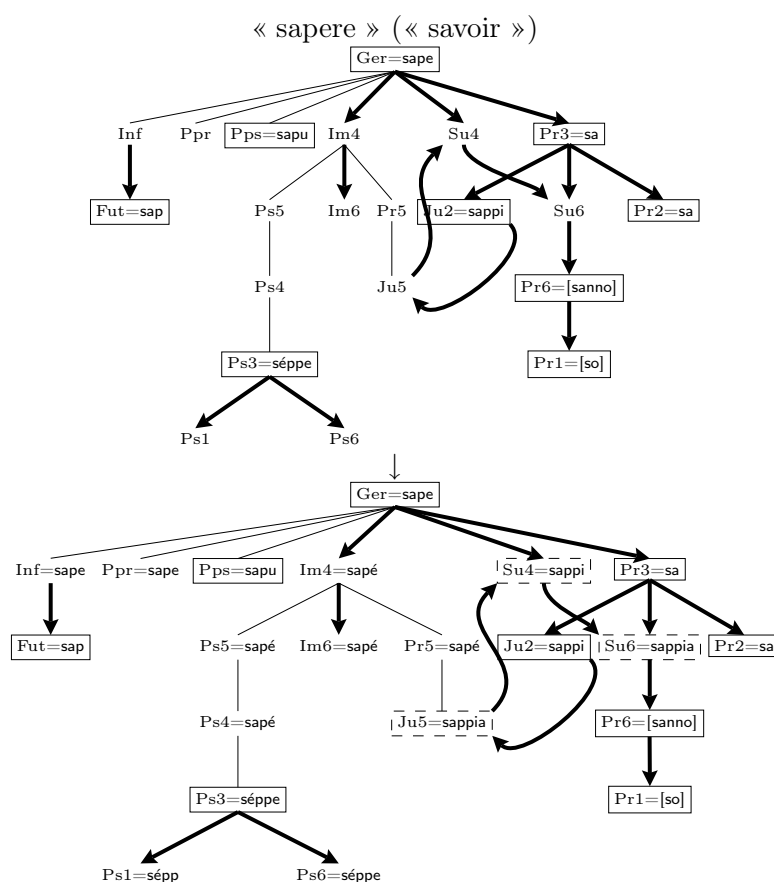 « sapere » (« savoir »)
Ger=sape
Inf Ppr Pps=sapu Im4 Su4 Pr3=sa
Fut=sap Ps5 Im6 Pr5 Ju2=sappi Su6 Pr2=sa
Ps4 Ju5 Pr6=[sanno]
Ps3=séppe Pr1=[so]
Ps1 Ps6
↓
Ger=sape
Inf=sape Ppr=sape Pps=sapu Im4=sapé Su4=sappi Pr3=sa
Fut=sap Ps5=sapé Im6=sapé Pr5=sapé Ju2=sappi Su6=sappia Pr2=sa
Ps4=sapé Ju5=sappia Pr6=[sanno]
Ps3=séppe Pr1=[so]
Ps1=sépp Ps6=séppe